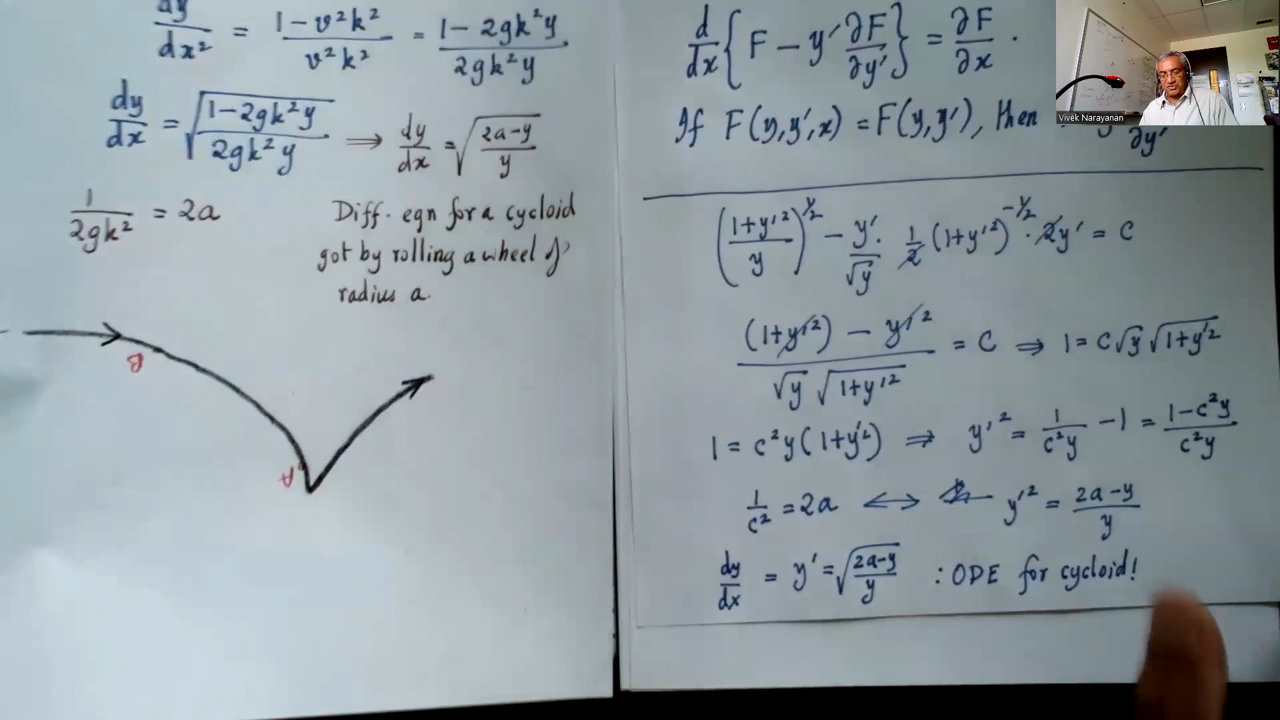 dy/dx² = (1 - v²k²)/(v²k²) = (1 - 2gk²y)/(2gk²y)
dy/dx = √((1 - 2gk²y)/(2gk²y)) ⟹ dy/dx = √((2a-y)/y)
1/(2gk²) = 2a
Diff. eqn for a cycloid
got by rolling a wheel of
radius a.
B
A
d/dx{F - y' ∂F/∂y'} = ∂F/∂x .
If F(y,y',x) = F(y,y'), then
∂y'
((1+y'²)/y)^½ - y'/√y · 1/2 (1+y'²)^-½ · 2y' = C
((1+y'²) - y'²)/(√y √(1+y'²)) = C ⇒ 1 = C√y √(1+y'²)
1 = c²y(1+y'²) ⇒ y'² = 1/(c²y) - 1 = (1-c²y)/(c²y)
1/c² = 2a ⟷ y'² = (2a-y)/y
dy/dx = y' = √((2a-y)/y) : ODE for cycloid!
Vivek Narayanan